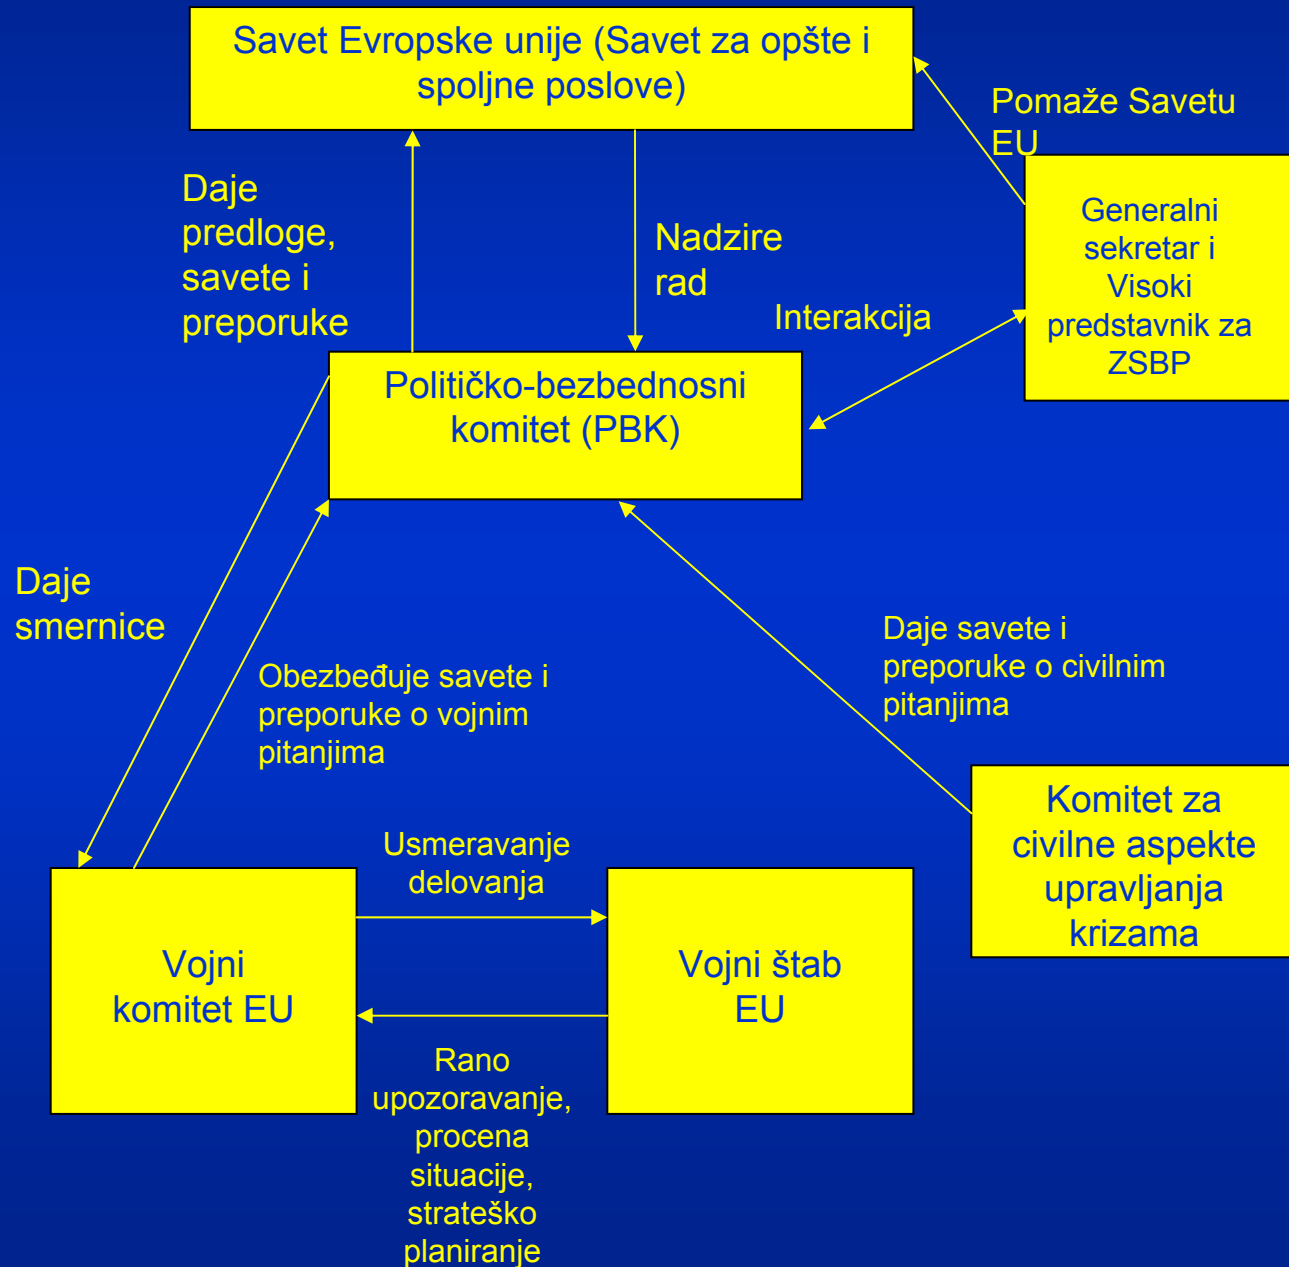 Savet Evropske unije (Savet za opšte i
spoljne poslove)
Pomaže Savetu
EU
Daje
predloge,
savete i
preporuke
Nadzire
rad
Generalni
sekretar i
Visoki
predstavnik za
ZSBP
Interakcija
Političko-bezbednosni
komitet (PBK)
Daje
smernice
Obezbeđuje savete i
preporuke o vojnim
pitanjima
Daje savete i
preporuke o civilnim
pitanjima
Komitet za
civilne aspekte
upravljanja
krizama
Usmeravanje
delovanja
Vojni
komitet EU
Vojni štab
EU
Rano
upozoravanje,
procena
situacije,
strateško
planiranje